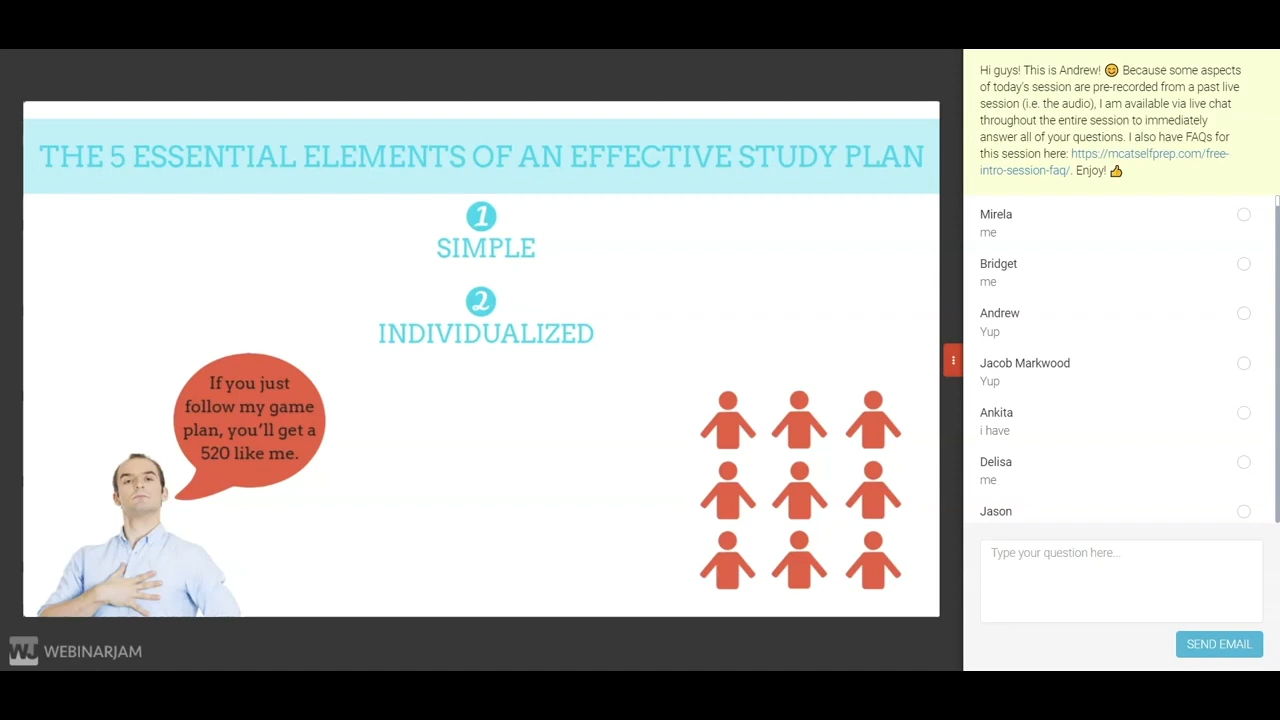 THE 5 ESSENTIAL ELEMENTS OF AN EFFECTIVE STUDY PLAN
1
SIMPLE
2
INDIVIDUALIZED
If you just
follow my game
plan, you’ll get a
520 like me.
WJ WEBINARJAM
Hi guys! This is Andrew! 😊 Because some aspects
of today's session are pre-recorded from a past live
session (i.e. the audio), I am available via live chat
throughout the entire session to immediately
answer all of your questions. I also have FAQs for
this session here: https://mcatselfprep.com/free-
intro-session-faq/. Enjoy! 👍
Mirela
me
Bridget
me
Andrew
Yup
Jacob Markwood
Yup
Ankita
i have
Delisa
me
Jason
Type your question here...
SEND EMAIL